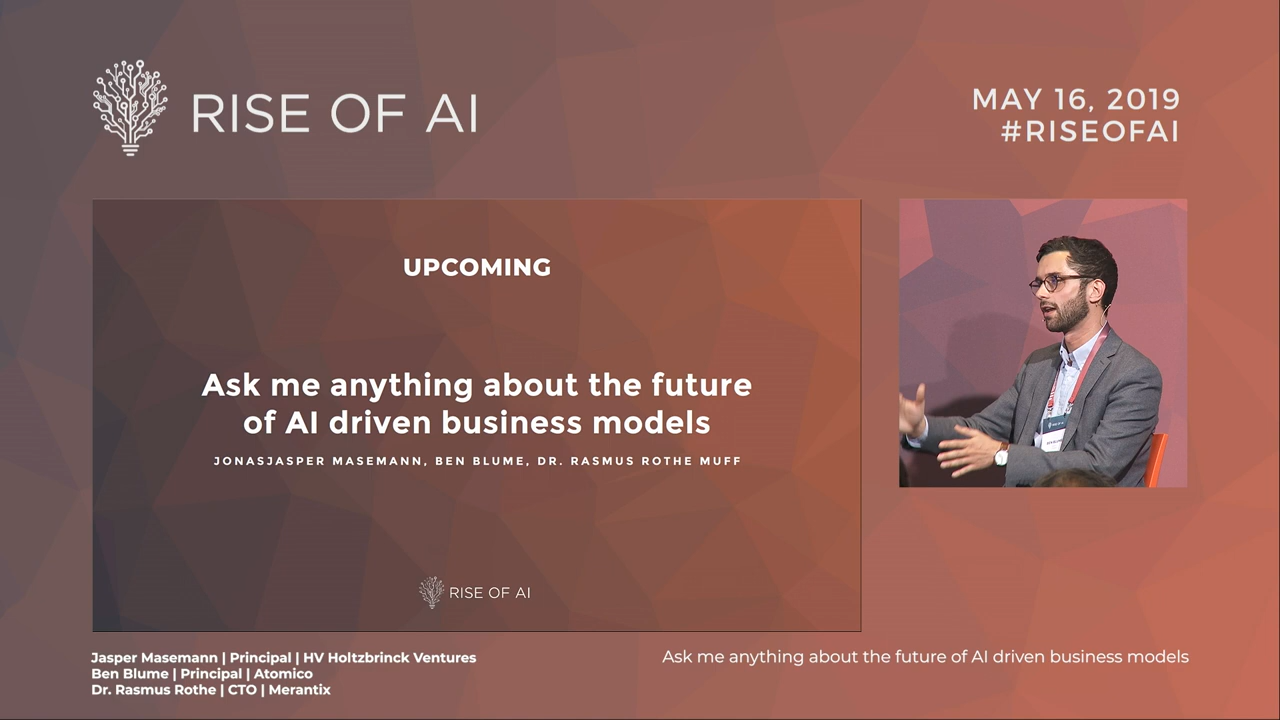 RISE OF AI
MAY 16, 2019
#RISEOFAI
UPCOMING
Ask me anything about the future
of AI driven business models
JONASJASPER MASEMANN, BEN BLUME, DR. RASMUS ROTHE MUFF
RISE OF AI
Jasper Masemann | Principal | HV Holtzbrinck Ventures
Ben Blume | Principal | Atomico
Dr. Rasmus Rothe | CTO | Merantix
Ask me anything about the future of AI driven business models